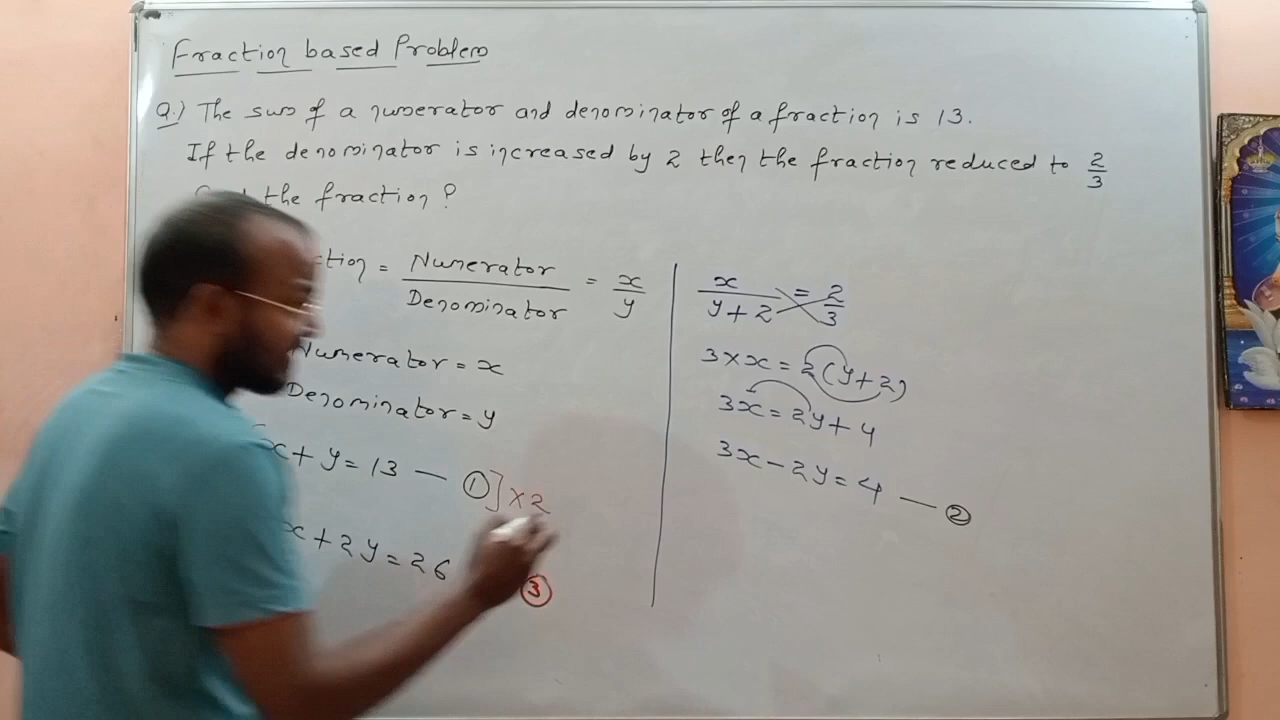 Fraction based Problem
Q.) The sum of a numerator and denominator of a fraction is 13.
If the denominator is increased by 2 then the fraction reduced to 2/3
the fraction?
ction = Numerator/Denominator = x/y
Numerator = x
Denominator = y
x + y = 13 — ①] × 2
x + 2y = 26
③
x/(y + 2) = 2/3
3 × x = 2(y + 2)
3x = 2y + 4
3x - 2y = 4 — ②